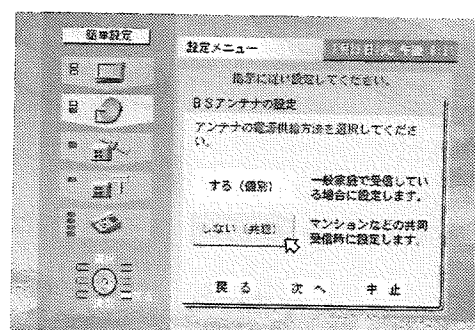 簡単設定
設定メニュー
指示に従い設定してください。
BSアンテナの設定
アンテナの電源供給方法を選択してくださ
い。
する（個別）
一般家庭で受信してい
る場合に設定します。
しない（共聴）
マンションなどの共同
受信時に設定します。
戻る 次へ 中止